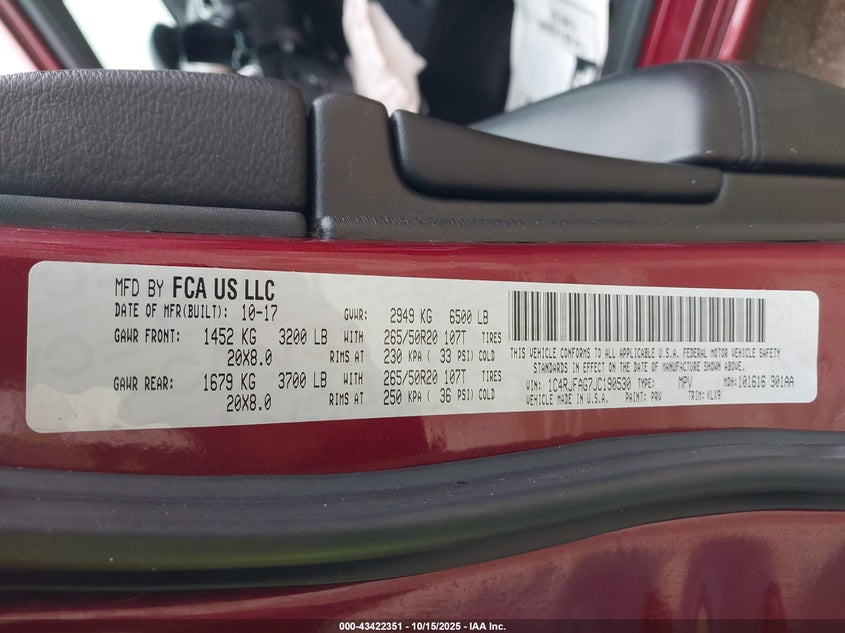 MFD BY FCA US LLC
DATE OF MFR(BUILT): 10-17 GVWR: 2949 KG 6500 LB
GAWR FRONT: 1452 KG 3200 LB WITH 265/50R20 107T TIRES
20X8.0 RIMS AT 230 KPA ( 33 PSI) COLD
GAWR REAR: 1679 KG 3700 LB WITH 265/50R20 107T TIRES
20X8.0 RIMS AT 250 KPA ( 36 PSI) COLD
THIS VEHICLE CONFORMS TO ALL APPLICABLE U.S.A. FEDERAL MOTOR VEHICLE SAFETY
STANDARDS IN EFFECT ON THE DATE OF MANUFACTURE SHOWN ABOVE.
VIN: 1C4RJFAG7JC190530 TYPE: MPV MDH: 101616 301AA
VEHICLE MADE IN U.S.A. PAINT: PRV TRIM: KLX9
000-43422351 - 10/15/2025 - IAA Inc.